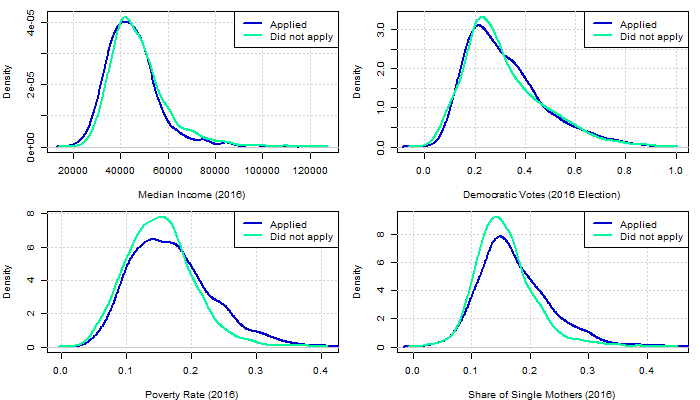 Applied
Did not apply
Density
0e+00 2e-05 4e-05
20000 40000 60000 80000 100000 120000
Median Income (2016)
Applied
Did not apply
Density
0.0 1.0 2.0 3.0
0.0 0.2 0.4 0.6 0.8 1.0
Democratic Votes (2016 Election)
Applied
Did not apply
Density
0 2 4 6 8
0.0 0.1 0.2 0.3 0.4
Poverty Rate (2016)
Applied
Did not apply
Density
0 2 4 6 8
0.0 0.1 0.2 0.3 0.4
Share of Single Mothers (2016)